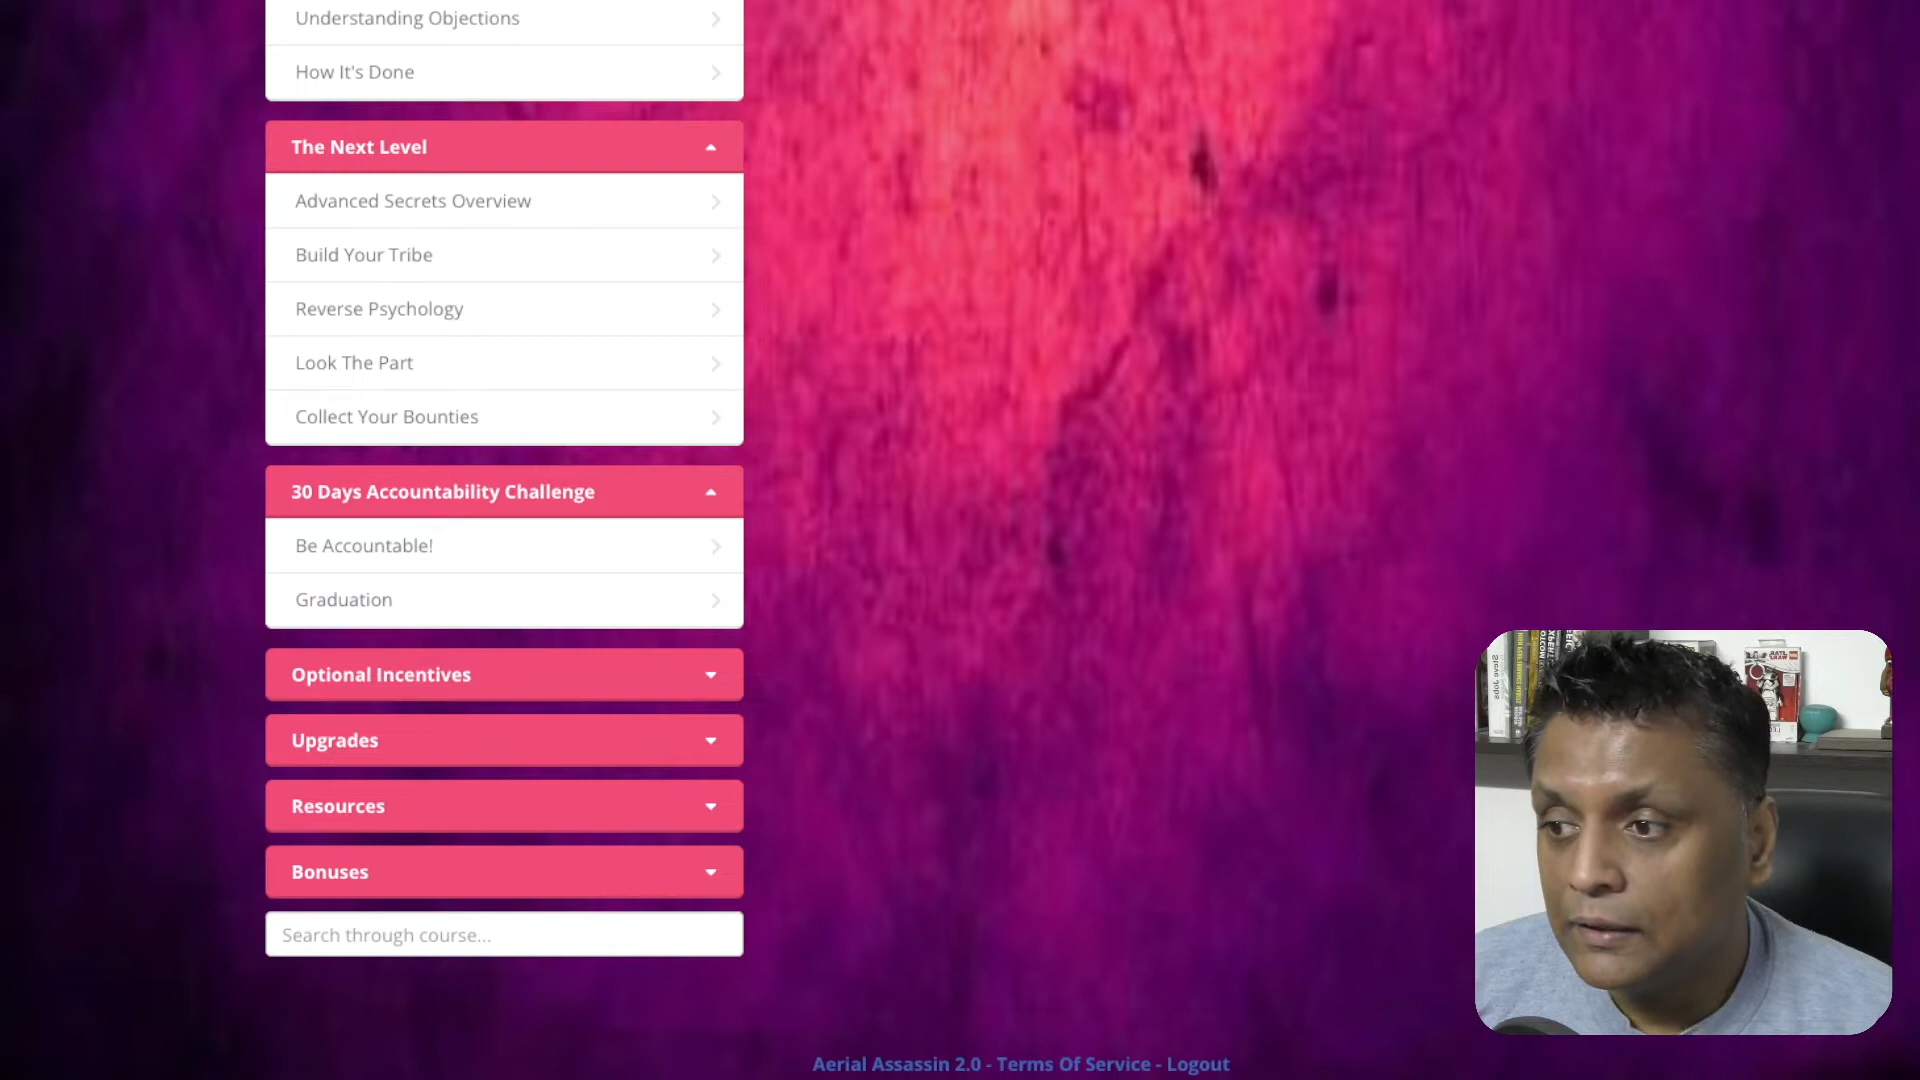 Understanding Objections
How It's Done
The Next Level
Advanced Secrets Overview
Build Your Tribe
Reverse Psychology
Look The Part
Collect Your Bounties
30 Days Accountability Challenge
Be Accountable!
Graduation
Optional Incentives
Upgrades
Resources
Bonuses
Search through course...
Steve Jobs
Aerial Assassin 2.0 - Terms Of Service - Logout